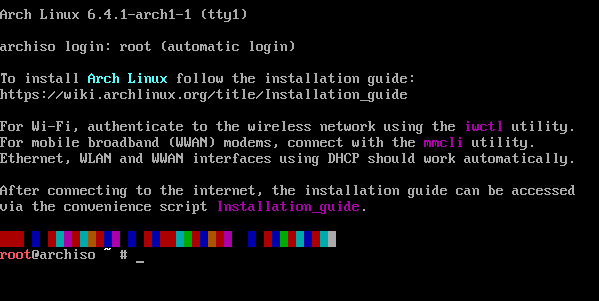 Arch Linux 6.4.1-arch1-1 (tty1)
archiso login: root (automatic login)
To install Arch Linux follow the installation guide:
https://wiki.archlinux.org/title/Installation_guide
For Wi-Fi, authenticate to the wireless network using the iwctl utility.
For mobile broadband (WWAN) modems, connect with the mmcli utility.
Ethernet, WLAN and WWAN interfaces using DHCP should work automatically.
After connecting to the internet, the installation guide can be accessed
via the convenience script Installation_guide.
root@archiso ~ # _